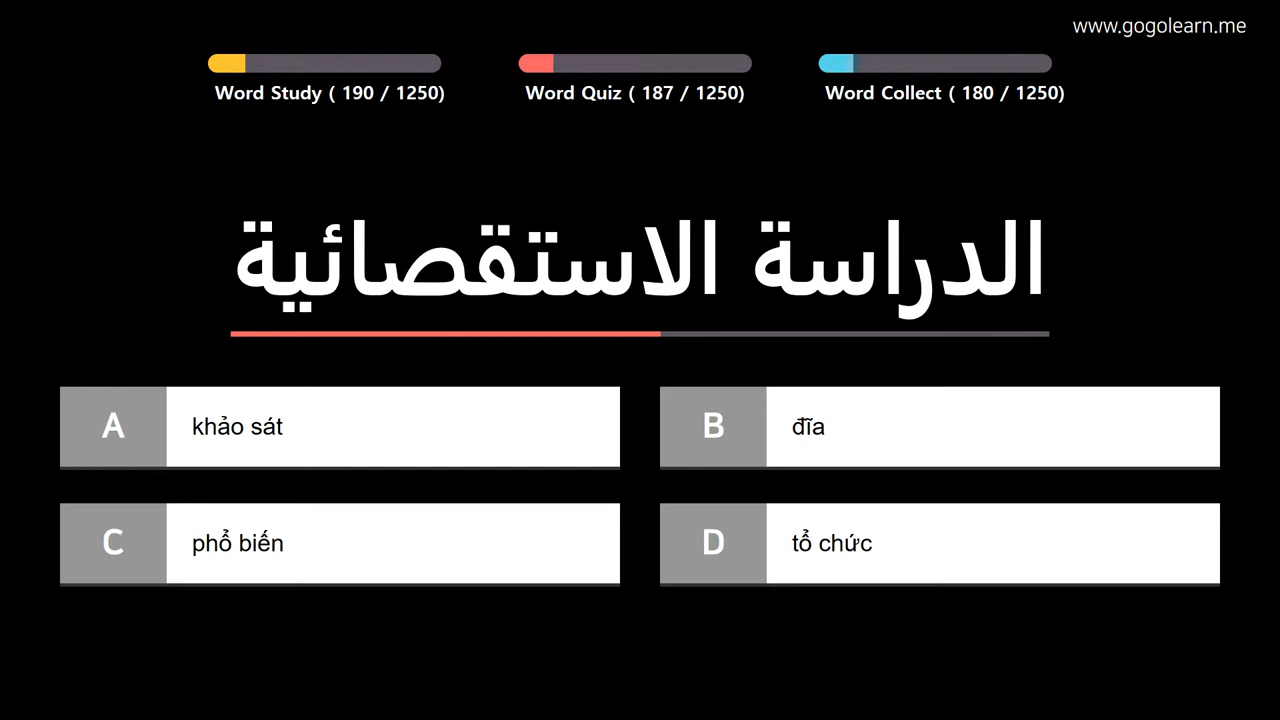 www.gogolearn.me
Word Study ( 190 / 1250)
Word Quiz ( 187 / 1250)
Word Collect ( 180 / 1250)
الدراسة الاستقصائية
A khảo sát
B đĩa
C phổ biến
D tổ chức